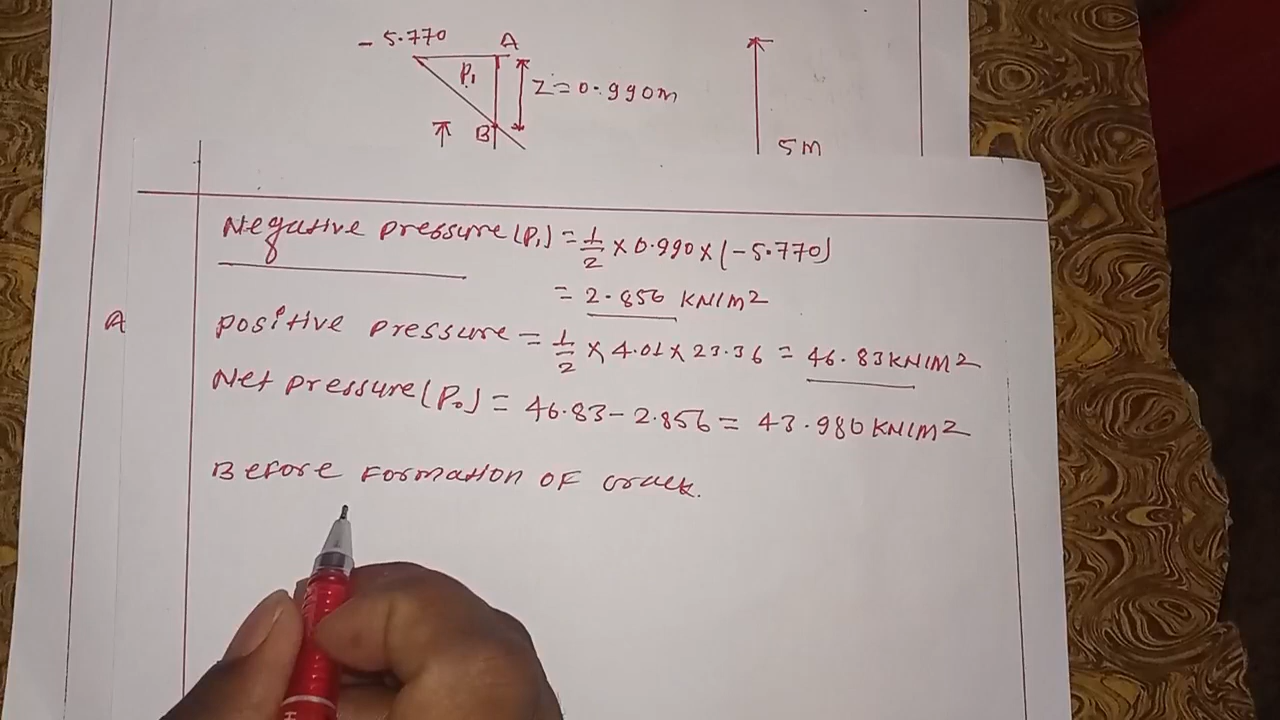 - 5.770 A
P1 Z=0.990m
B 5M
Negative pressure(P1) = 1/2 x 0.990 x (-5.770)
= 2.856 KN/M2
A
positive pressure = 1/2 x 4.01 x 23.36 = 46.83 KN/M2
Net pressure(Po) = 46.83 - 2.856 = 43.980 KN/M2
Before Formation OF crack.